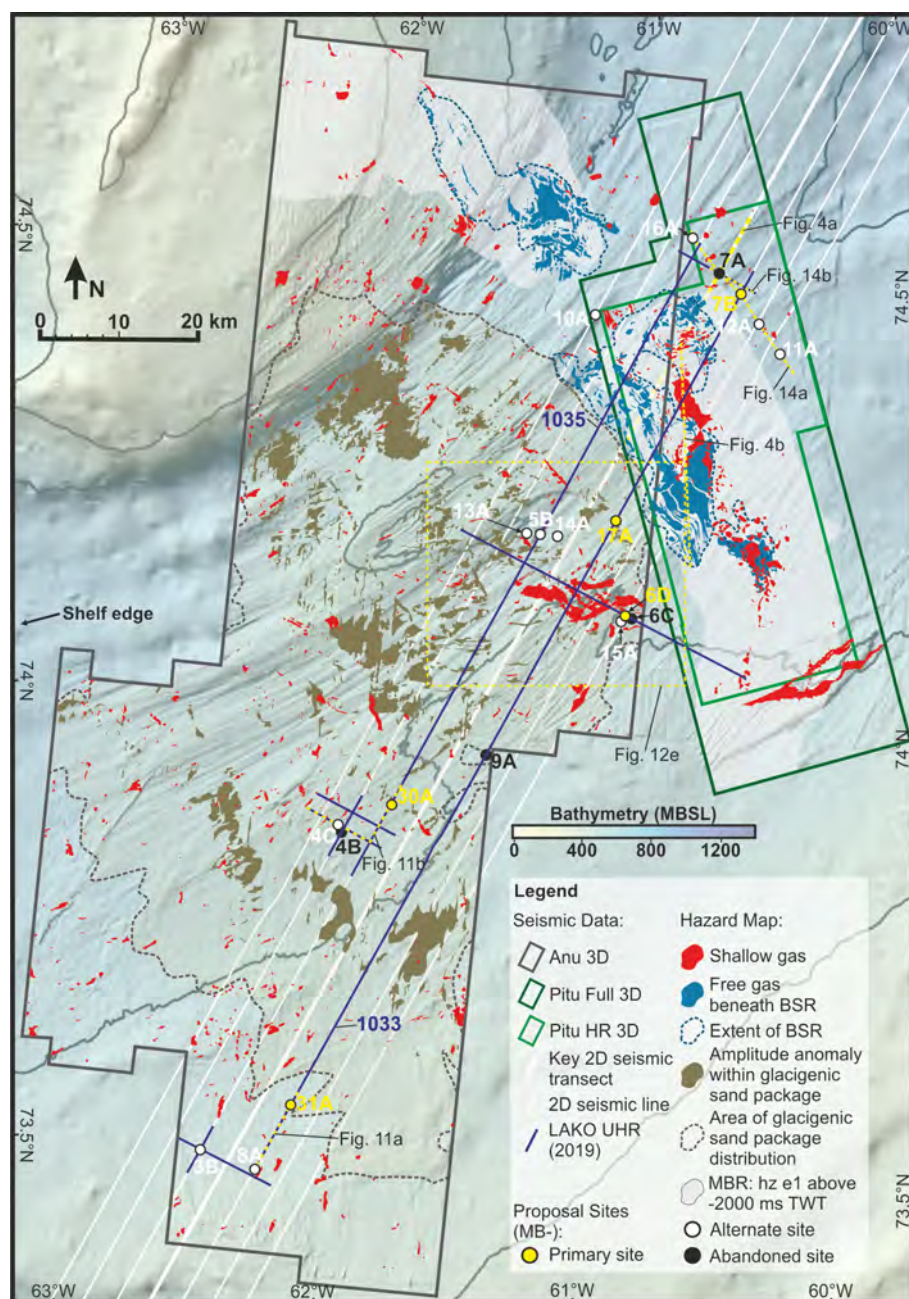 63°W
62°W
61°W
60°W
74.5°N
N
0 10 20 km
16A
Fig. 4a
7A
Fig. 14b
7B
74.5°N
10A
2A
11A
Fig. 14a
1035
Fig. 4b
13A
5B
14A
17A
Shelf edge
6D
6C
15A
74°N
74°N
Fig. 12e
9A
30A
4C
4B
Fig. 11b
Bathymetry (MBSL)
0 400 800 1200
Legend
Seismic Data:
Anu 3D
Pitu Full 3D
Pitu HR 3D
Key 2D seismic
transect
2D seismic line
LAKO UHR
(2019)
Hazard Map:
Shallow gas
Free gas
beneath BSR
Extent of BSR
Amplitude anomaly
within glacigenic
sand package
Area of glacigenic
sand package
distribution
MBR: hz e1 above
-2000 ms TWT
Proposal Sites
(MB-):
Primary site
Alternate site
Abandoned site
1033
31A
Fig. 11a
3B
8A
73.5°N
73.5°N
63°W
62°W
61°W
60°W